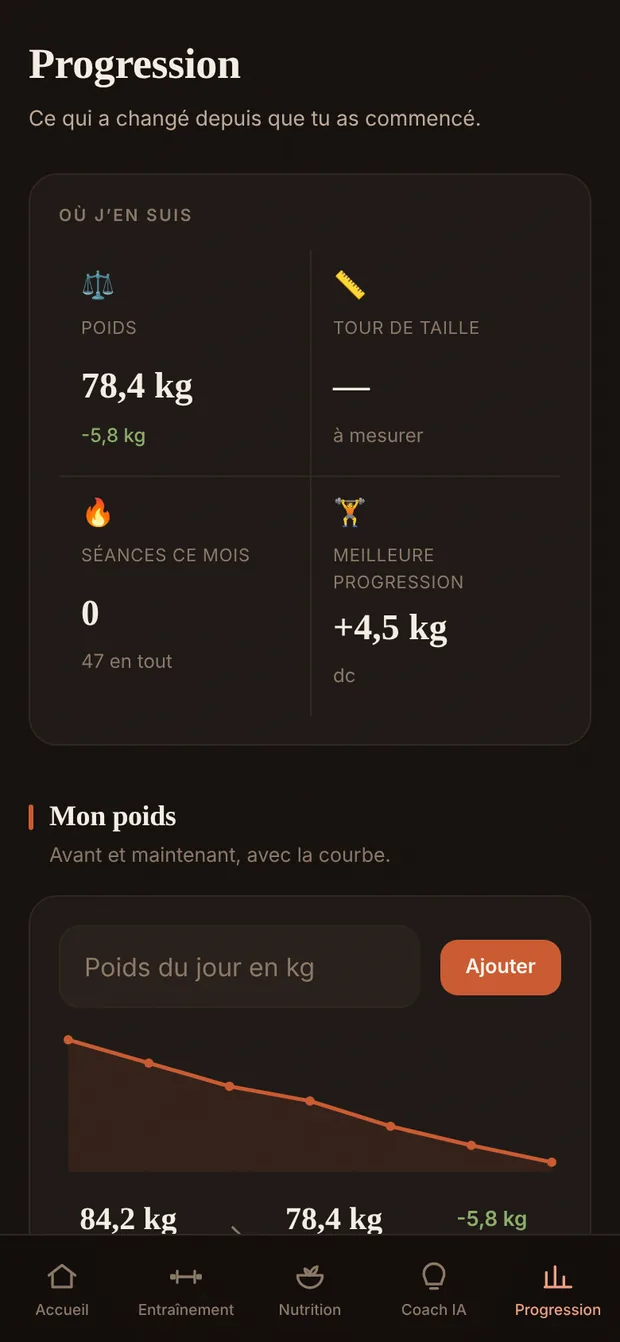 Progression
Ce qui a changé depuis que tu as commencé.
OÙ J’EN SUIS
POIDS
78,4 kg
-5,8 kg
TOUR DE TAILLE
—
à mesurer
SÉANCES CE MOIS
0
47 en tout
MEILLEURE
PROGRESSION
+4,5 kg
dc
Mon poids
Avant et maintenant, avec la courbe.
Poids du jour en kg
Ajouter
84,2 kg
78,4 kg
-5,8 kg
Accueil
Entraînement
Nutrition
Coach IA
Progression